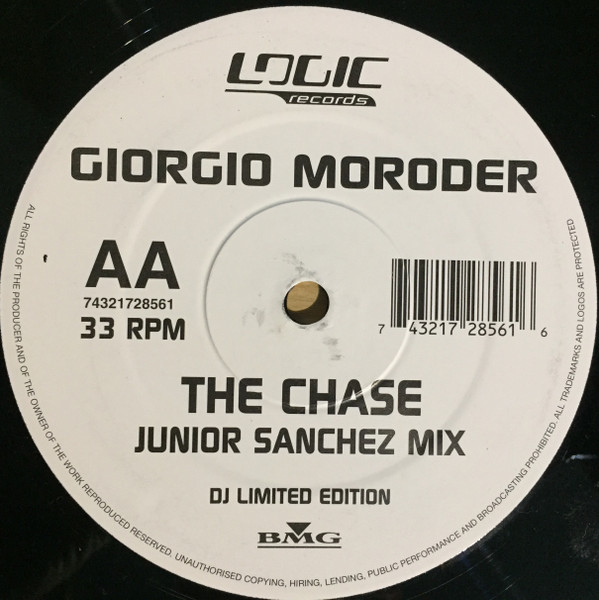 LOGIC
records
GIORGIO MORODER
AA
74321728561
33 RPM
7 43217 28561 6
THE CHASE
JUNIOR SANCHEZ MIX
DJ LIMITED EDITION
BMG
ALL RIGHTS OF THE PRODUCER AND OF THE OWNER OF THE WORK REPRODUCED RESERVED. UNAUTHORISED COPYING, HIRING, LENDING, PUBLIC PERFORMANCE AND BROADCASTING PROHIBITED. ALL TRADEMARKS AND LOGOS ARE PROTECTED